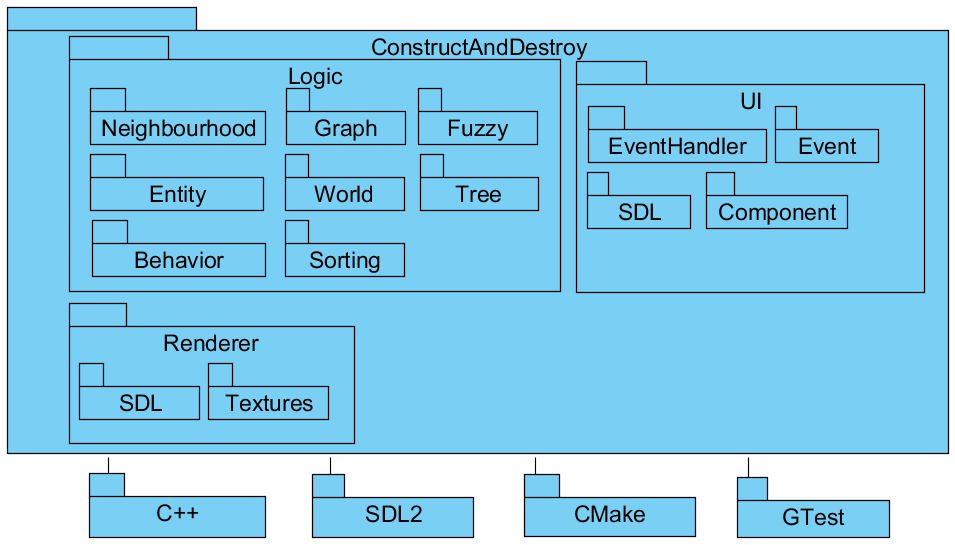 ConstructAndDestroy
Logic
Neighbourhood
Graph
Fuzzy
Entity
World
Tree
Behavior
Sorting
UI
EventHandler
Event
SDL
Component
Renderer
SDL
Textures
C++
SDL2
CMake
GTest